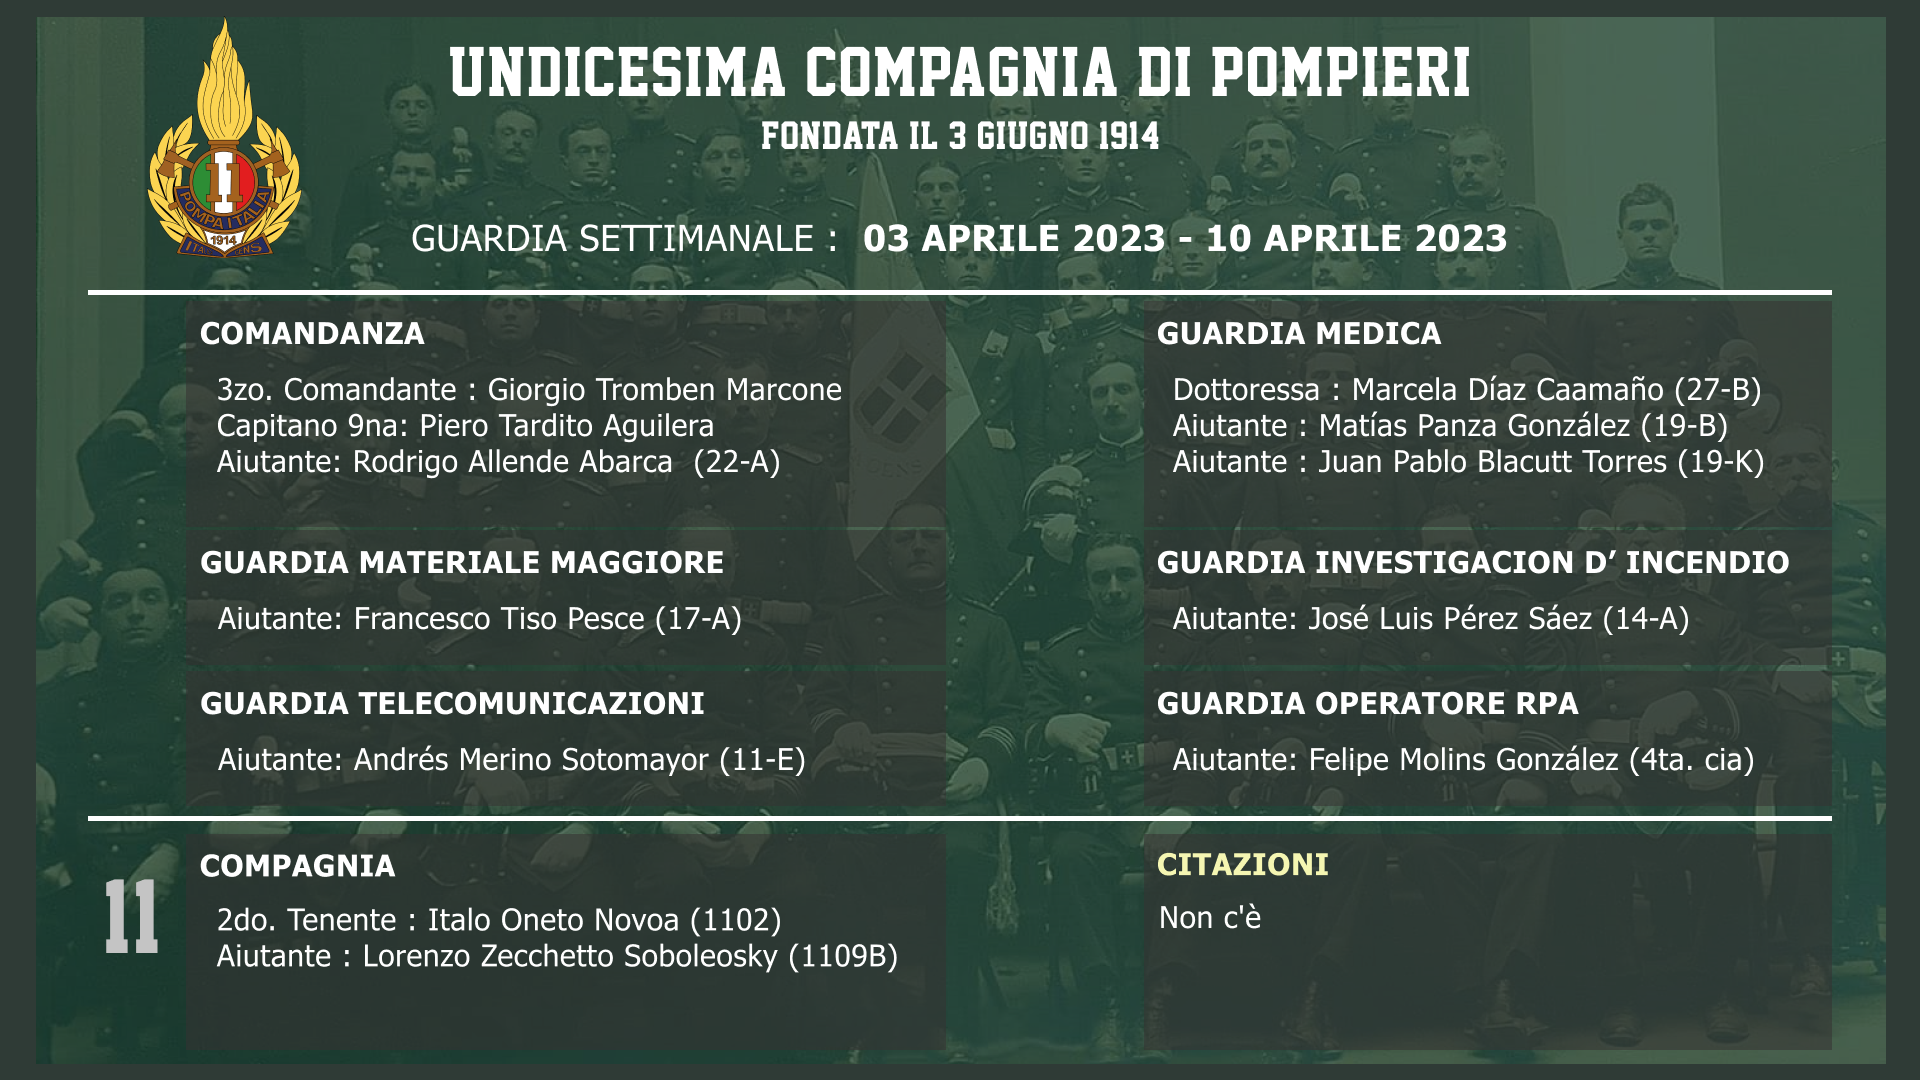 UNDICESIMA COMPAGNIA DI POMPIERI
FONDATA IL 3 GIUGNO 1914
11
POMPA ITALIA
1914
GUARDIA SETTIMANALE : 03 APRILE 2023 - 10 APRILE 2023
COMANDANZA
3zo. Comandante : Giorgio Tromben Marcone
Capitano 9na: Piero Tardito Aguilera
Aiutante: Rodrigo Allende Abarca (22-A)
GUARDIA MEDICA
Dottoressa : Marcela Díaz Caamaño (27-B)
Aiutante : Matías Panza González (19-B)
Aiutante : Juan Pablo Blacutt Torres (19-K)
GUARDIA MATERIALE MAGGIORE
Aiutante: Francesco Tiso Pesce (17-A)
GUARDIA INVESTIGACION D’ INCENDIO
Aiutante: José Luis Pérez Sáez (14-A)
GUARDIA TELECOMUNICAZIONI
Aiutante: Andrés Merino Sotomayor (11-E)
GUARDIA OPERATORE RPA
Aiutante: Felipe Molins González (4ta. cia)
11
COMPAGNIA
2do. Tenente : Italo Oneto Novoa (1102)
Aiutante : Lorenzo Zecchetto Soboleosky (1109B)
CITAZIONI
Non c'è